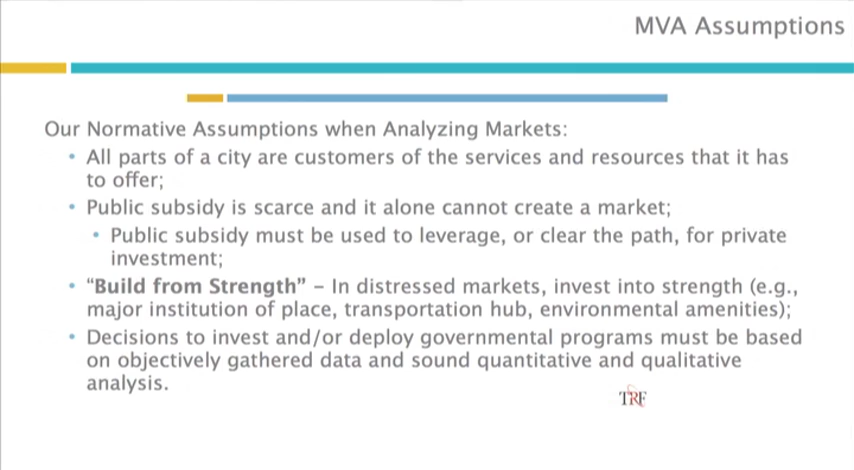 MVA Assumptions
Our Normative Assumptions when Analyzing Markets:
• All parts of a city are customers of the services and resources that it has
to offer;
• Public subsidy is scarce and it alone cannot create a market;
• Public subsidy must be used to leverage, or clear the path, for private
investment;
• “Build from Strength” – In distressed markets, invest into strength (e.g.,
major institution of place, transportation hub, environmental amenities);
• Decisions to invest and/or deploy governmental programs must be based
on objectively gathered data and sound quantitative and qualitative
analysis.
TRF